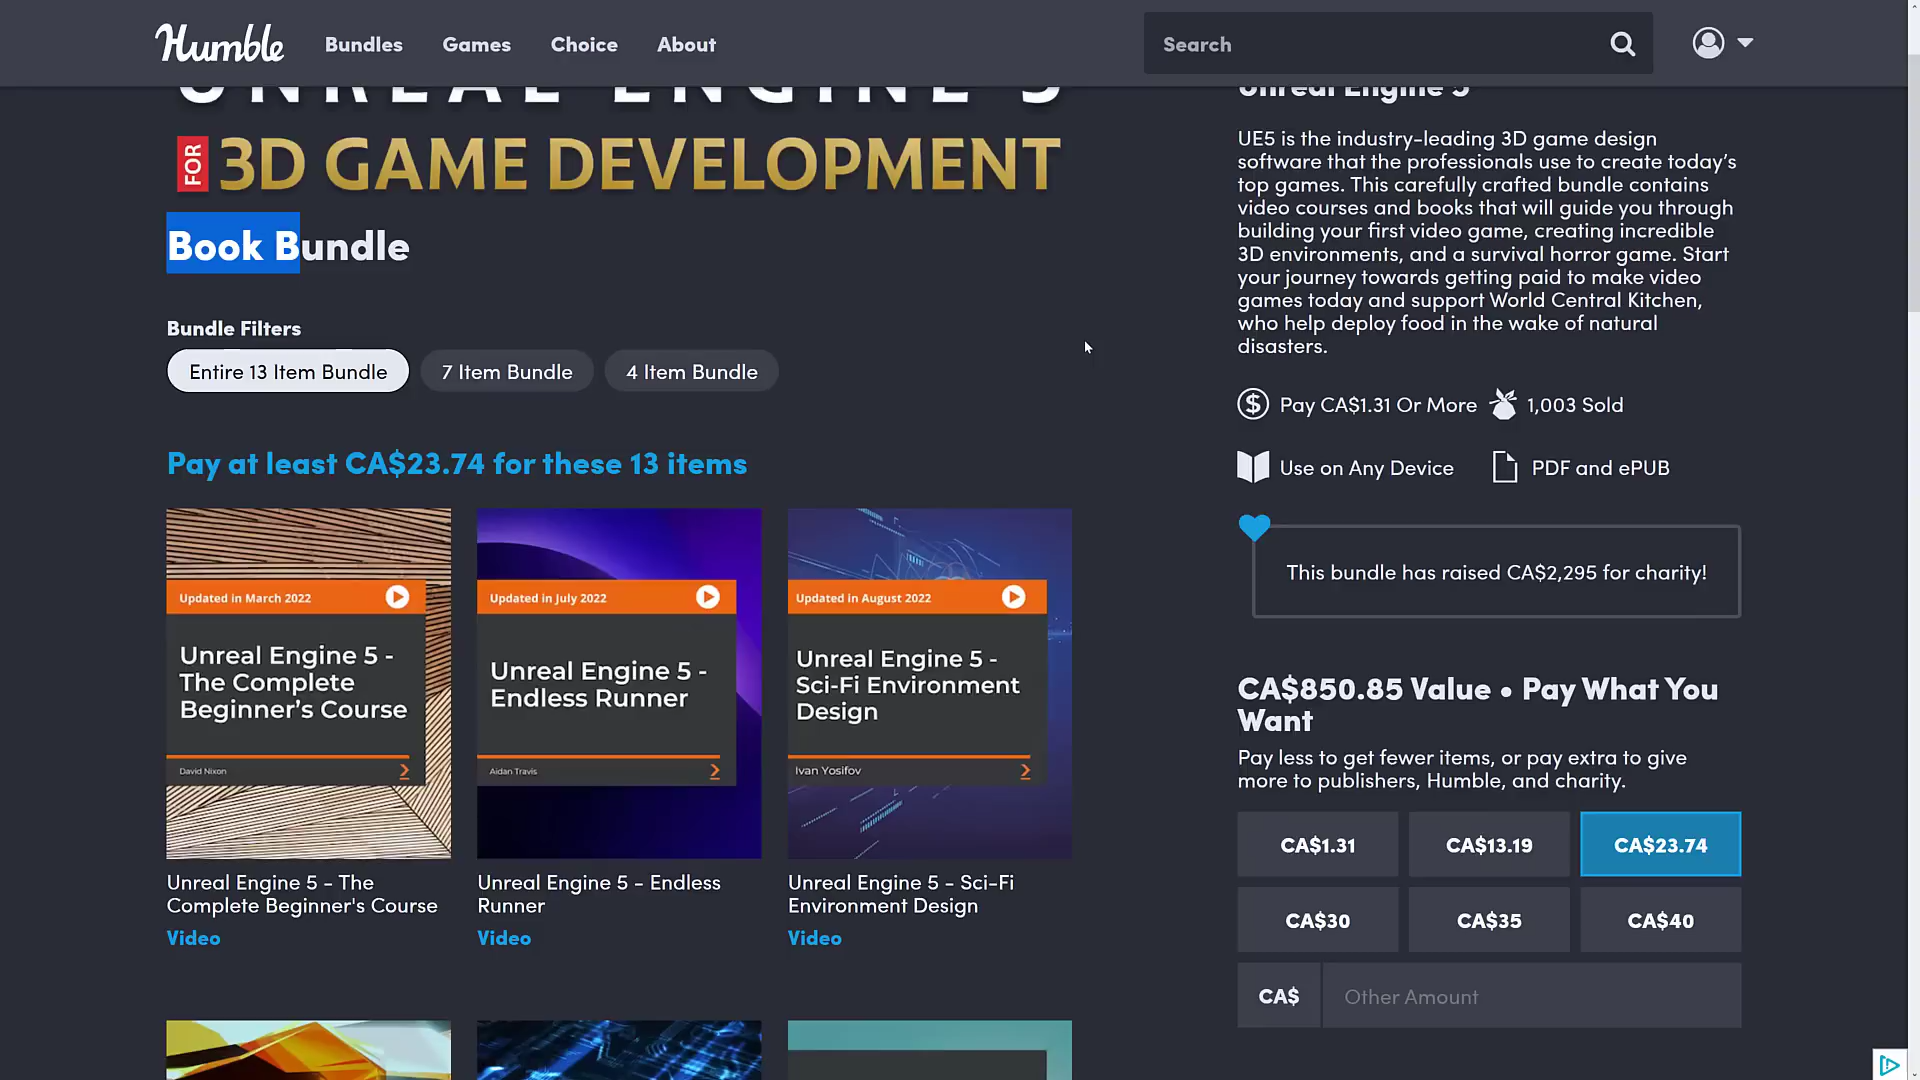 Humble
Bundles
Games
Choice
About
Search
UNREAL ENGINE 5
FOR
3D GAME DEVELOPMENT
Book Bundle
Bundle Filters
Entire 13 Item Bundle
7 Item Bundle
4 Item Bundle
Pay at least CA$23.74 for these 13 items
Updated in March 2022
Unreal Engine 5 -
The Complete
Beginner's Course
David Nixon
Unreal Engine 5 - The
Complete Beginner's Course
Video
Updated in July 2022
Unreal Engine 5 -
Endless Runner
Aidan Travis
Unreal Engine 5 - Endless
Runner
Video
Updated in August 2022
Unreal Engine 5 -
Sci-Fi Environment
Design
Ivan Yosifov
Unreal Engine 5 - Sci-Fi
Environment Design
Video
Unreal Engine 5
UE5 is the industry-leading 3D game design
software that the professionals use to create today's
top games. This carefully crafted bundle contains
video courses and books that will guide you through
building your first video game, creating incredible
3D environments, and a survival horror game. Start
your journey towards getting paid to make video
games today and support World Central Kitchen,
who help deploy food in the wake of natural
disasters.
Pay CA$1.31 Or More
1,003 Sold
Use on Any Device
PDF and ePUB
This bundle has raised CA$2,295 for charity!
CA$850.85 Value • Pay What You
Want
Pay less to get fewer items, or pay extra to give
more to publishers, Humble, and charity.
CA$1.31
CA$13.19
CA$23.74
CA$30
CA$35
CA$40
CA$
Other Amount